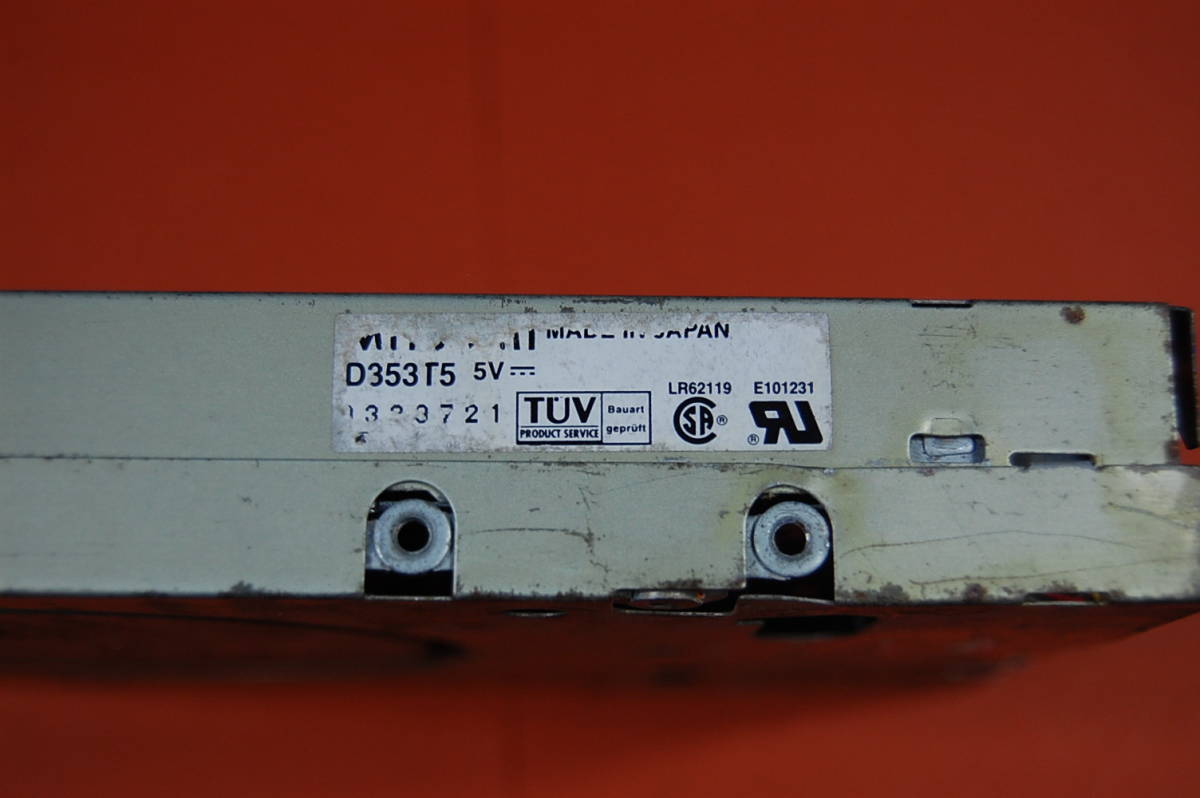 MADE IN JAPAN
D353T5 5V
TÜV PRODUCT SERVICE
Bauart geprüft
LR62119
E101231